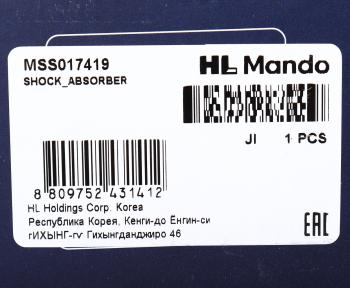 MSS017419
SHOCK_ABSORBER
HL Mando
JI 1 PCS
8 809752 431412
HL Holdings Corp. Korea
Республика Корея, Кенги-до Ёнгин-си
гИХЫНГ-гу Гихынгданджиро 46
EAC